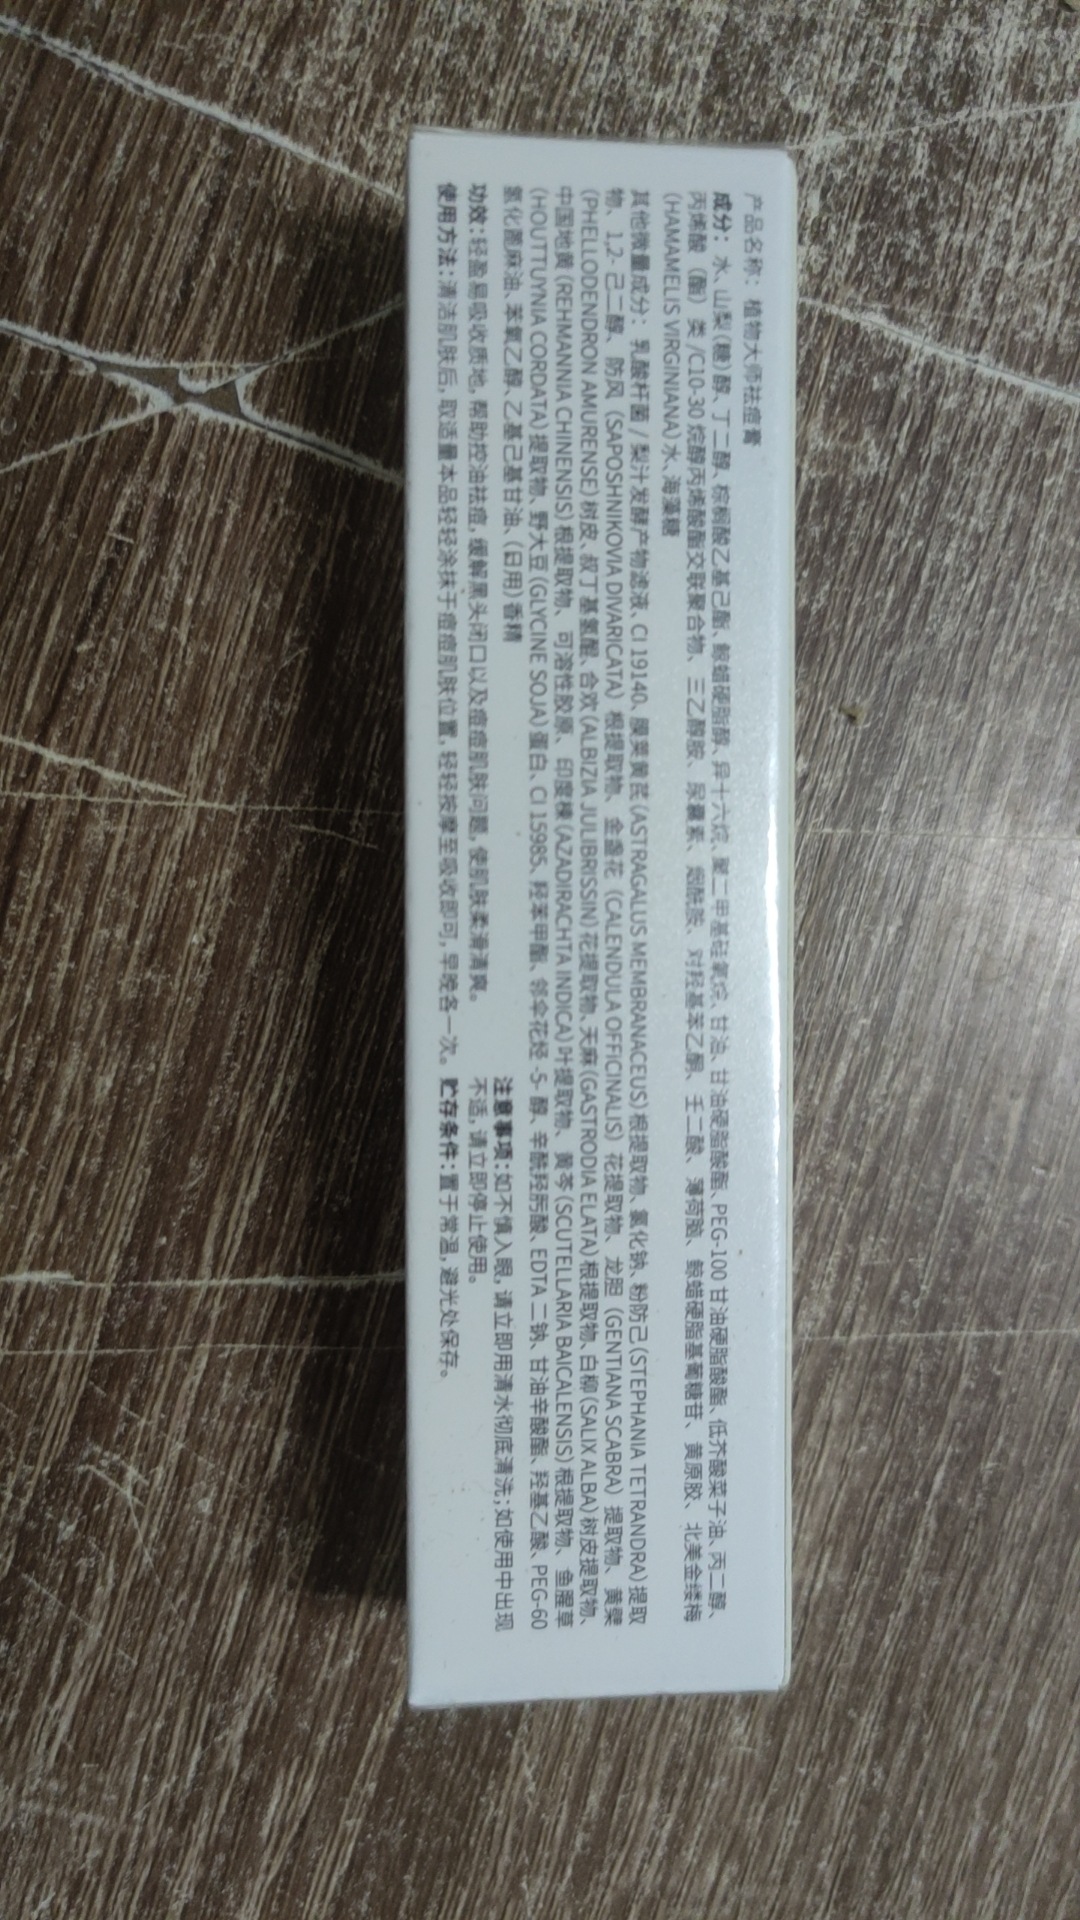 产品名称：植物大师祛痘膏
成分：水、山梨（糖）醇、丁二醇、棕榈酸乙基己酯、鲸蜡硬脂醇、异十六烷、聚二甲基硅氧烷、甘油、甘油硬脂酸酯、PEG-100 甘油硬脂酸酯、低芥酸菜子油、丙二醇、
丙烯酸（酯）类 /C10-30 烷醇丙烯酸酯交联聚合物、三乙醇胺、尿囊素、烟酰胺、对羟基苯乙酮、壬二酸、薄荷脑、鲸蜡硬脂基葡糖苷、黄原胶、北美金缕梅
(HAMAMELIS VIRGINIANA) 水、海藻糖
其他微量成分：乳酸杆菌 / 梨汁发酵产物滤液、CI 19140、膜荚黄芪 (ASTRAGALUS MEMBRANACEUS) 根提取物、氯化钠、粉防己 (STEPHANIA TETRANDRA) 提取
物、1,2- 己二醇、防风（SAPOSHNIKOVIA DIVARICATA）根提取物、金盏花（CALENDULA OFFICINALIS）花提取物、龙胆（GENTIANA SCABRA）提取物、黄檗
(PHELLODENDRON AMURENSE) 树皮、叔丁基氢醌、合欢 (ALBIZIA JULIBRISSIN) 花提取物、天麻 (GASTRODIA ELATA) 根提取物、白柳 (SALIX ALBA) 树皮提取物、
中国地黄 (REHMANNIA CHINENSIS) 根提取物、可溶性胶原、印度楝 (AZADIRACHTA INDICA) 叶提取物、黄芩 (SCUTELLARIA BAICALENSIS) 根提取物、鱼腥草
(HOUTTUYNIA CORDATA) 提取物、野大豆 (GLYCINE SOJA) 蛋白、CI 15985、羟苯甲酯、邻伞花烃 -5- 醇、辛酰羟肟酸、EDTA 二钠、甘油辛酸酯、羟基乙酸、PEG-60
氢化蓖麻油、苯氧乙醇、乙基己基甘油、（日用）香精
功效：轻盈易吸收质地，帮助控油祛痘，缓解黑头闭口以及痘痘肌肤问题，使肌肤柔滑清爽。
使用方法：清洁肌肤后，取适量本品轻轻涂抹于痘痘肌肤位置，轻轻按摩至吸收即可，早晚各一次。
注意事项：如不慎入眼，请立即用清水彻底清洗；如使用中出现
不适，请立即停止使用。
贮存条件：置于常温，避光处保存。